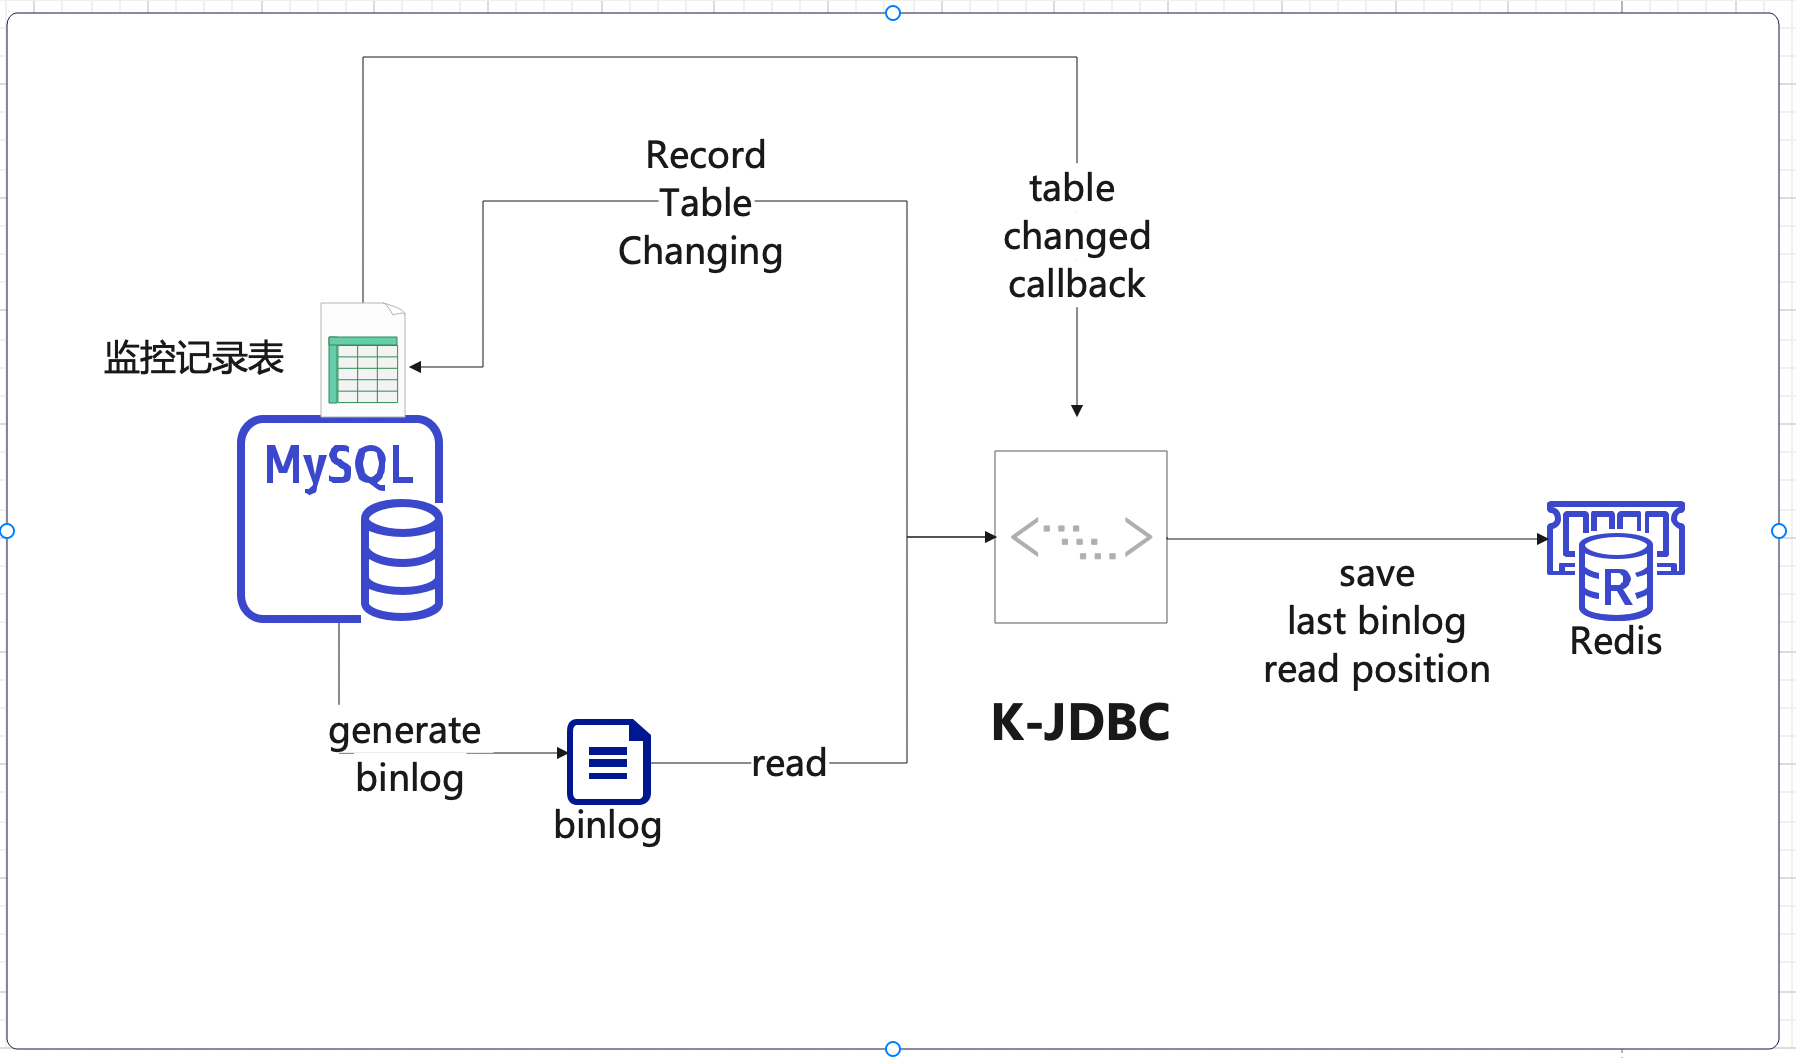 Record
Table
Changing
table
changed
callback
监控记录表
MySQL
R
Redis
save
last binlog
read position
K-JDBC
generate
binlog
read
binlog